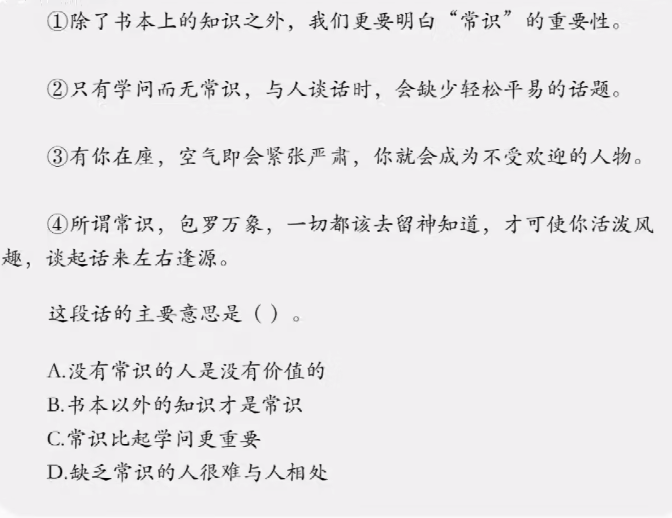 ①除了书本上的知识之外，我们更要明白“常识”的重要性。
②只有学问而无常识，与人谈话时，会缺少轻松平易的话题。
③有你在座，空气即会紧张严肃，你就会成为不受欢迎的人物。
④所谓常识，包罗万象，一切都该去留神知道，才可使你活泼风
趣，谈起话来左右逢源。
这段话的主要意思是（ ）。
A.没有常识的人是没有价值的
B.书本以外的知识才是常识
C.常识比起学问更重要
D.缺乏常识的人很难与人相处